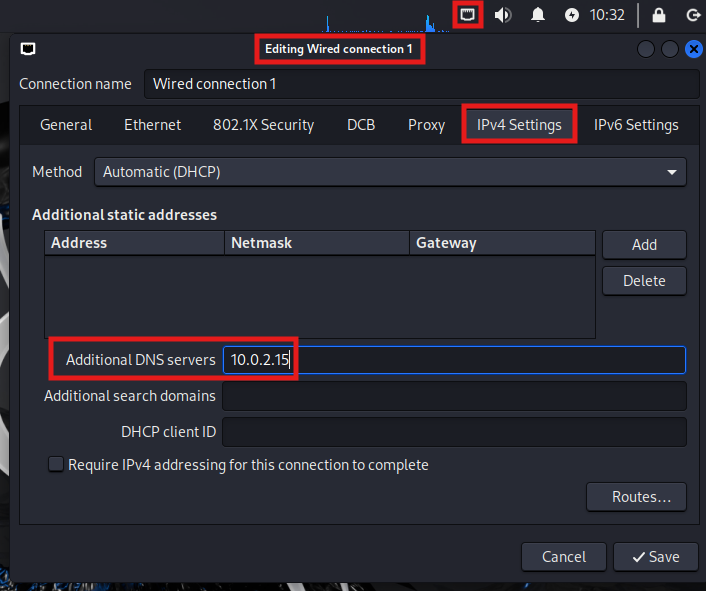 10:32
Editing Wired connection 1
Connection name Wired connection 1
General Ethernet 802.1X Security DCB Proxy IPv4 Settings IPv6 Settings
Method Automatic (DHCP)
Additional static addresses
Address Netmask Gateway Add
Delete
Additional DNS servers 10.0.2.15
Additional search domains
DHCP client ID
Require IPv4 addressing for this connection to complete
Routes...
Cancel Save